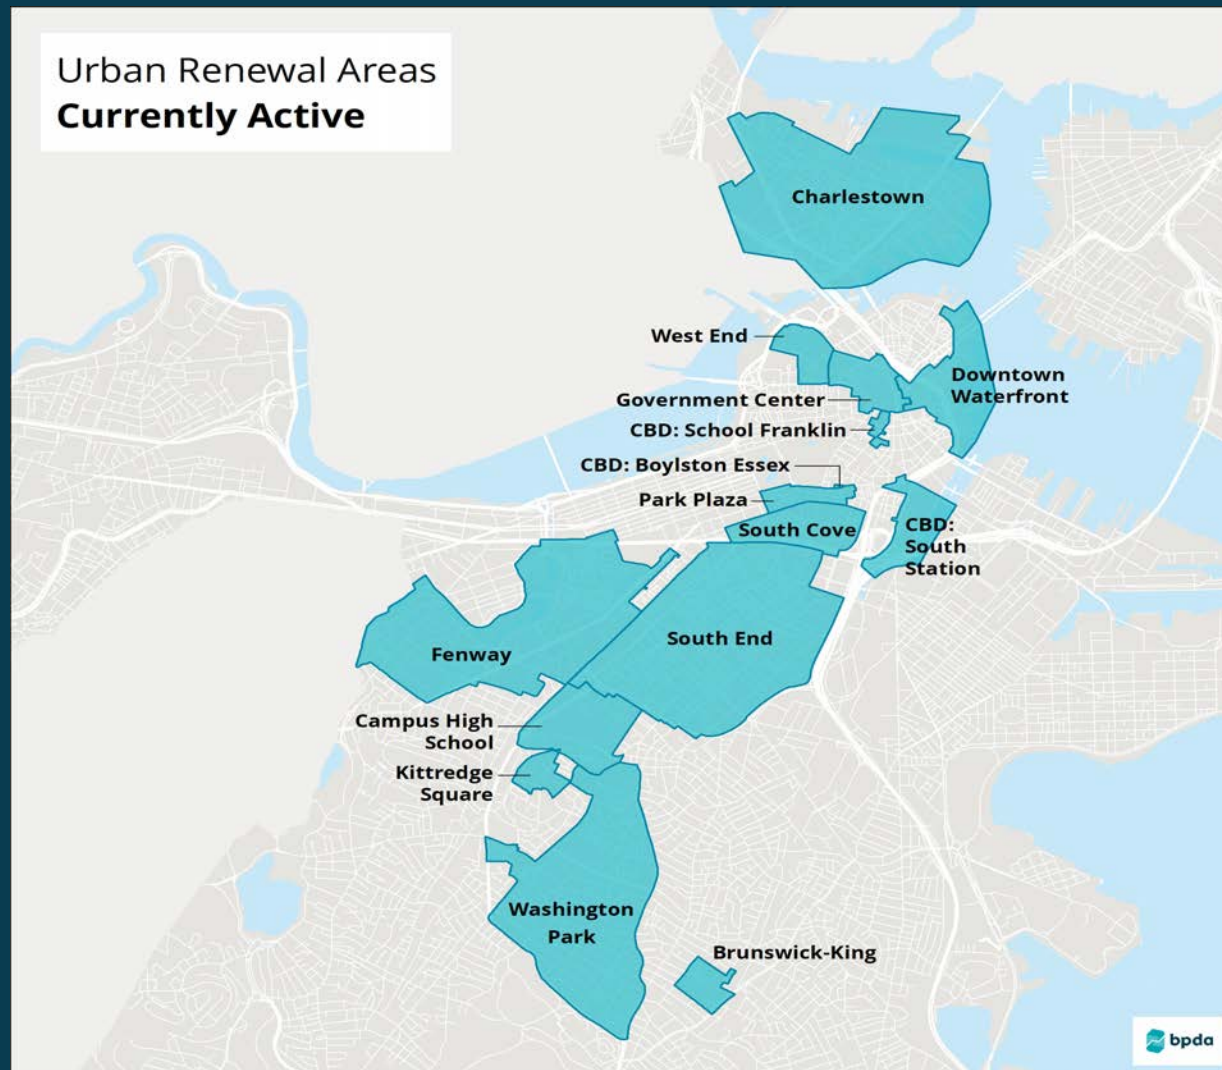 Urban Renewal Areas
Currently Active
Charlestown
West End
Downtown
Waterfront
Government Center
CBD: School Franklin
CBD: Boylston Essex
Park Plaza
South Cove
CBD:
South
Station
South End
Fenway
Campus High
School
Kittredge
Square
Washington
Park
Brunswick-King
bpda